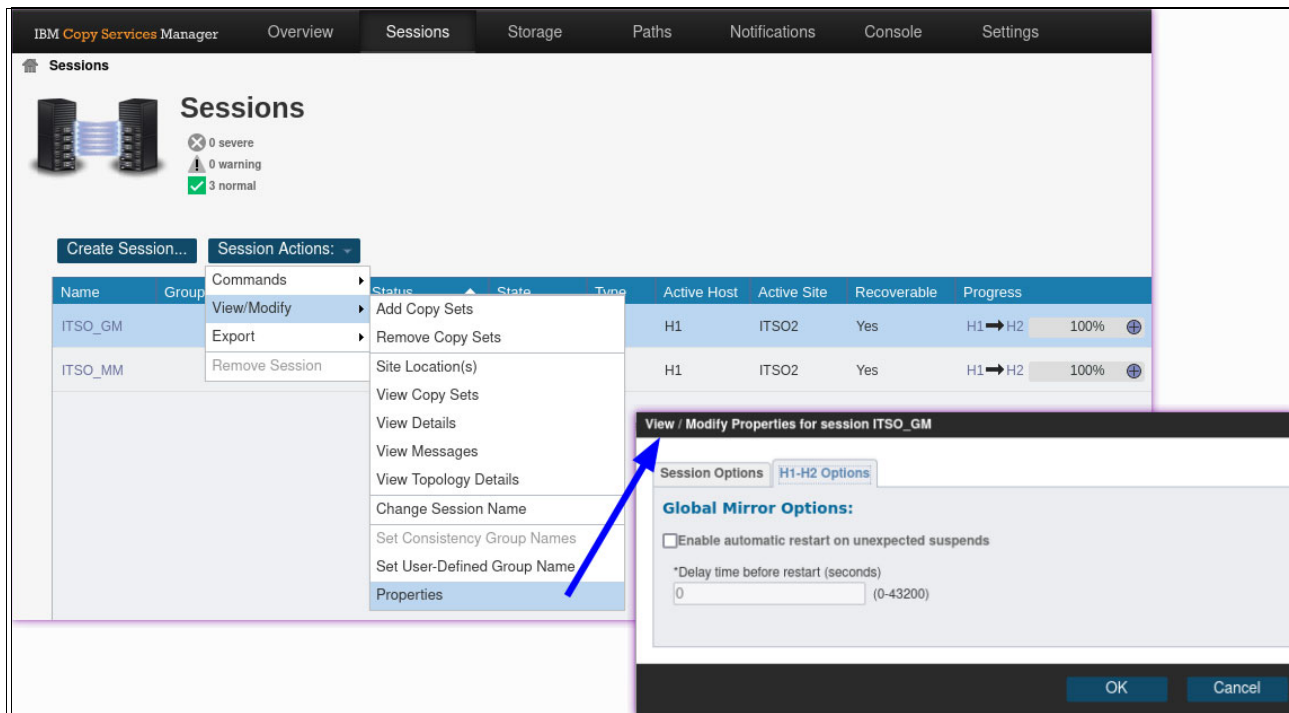 IBM Copy Services Manager Overview Sessions Storage Paths Notifications Console Settings
Sessions
Sessions
0 severe
0 warning
3 normal
Create Session... Session Actions:
Name Group Status State Type Active Host Active Site Recoverable Progress
ITSO_GM H1 ITSO2 Yes H1 H2 100%
ITSO_MM H1 ITSO2 Yes H1 H2 100%
Commands
View/Modify
Export
Remove Session
Add Copy Sets
Remove Copy Sets
Site Location(s)
View Copy Sets
View Details
View Messages
View Topology Details
Change Session Name
Set Consistency Group Names
Set User-Defined Group Name
Properties
View / Modify Properties for session ITSO_GM
Session Options H1-H2 Options
Global Mirror Options:
Enable automatic restart on unexpected suspends
*Delay time before restart (seconds)
0 (0-43200)
OK Cancel